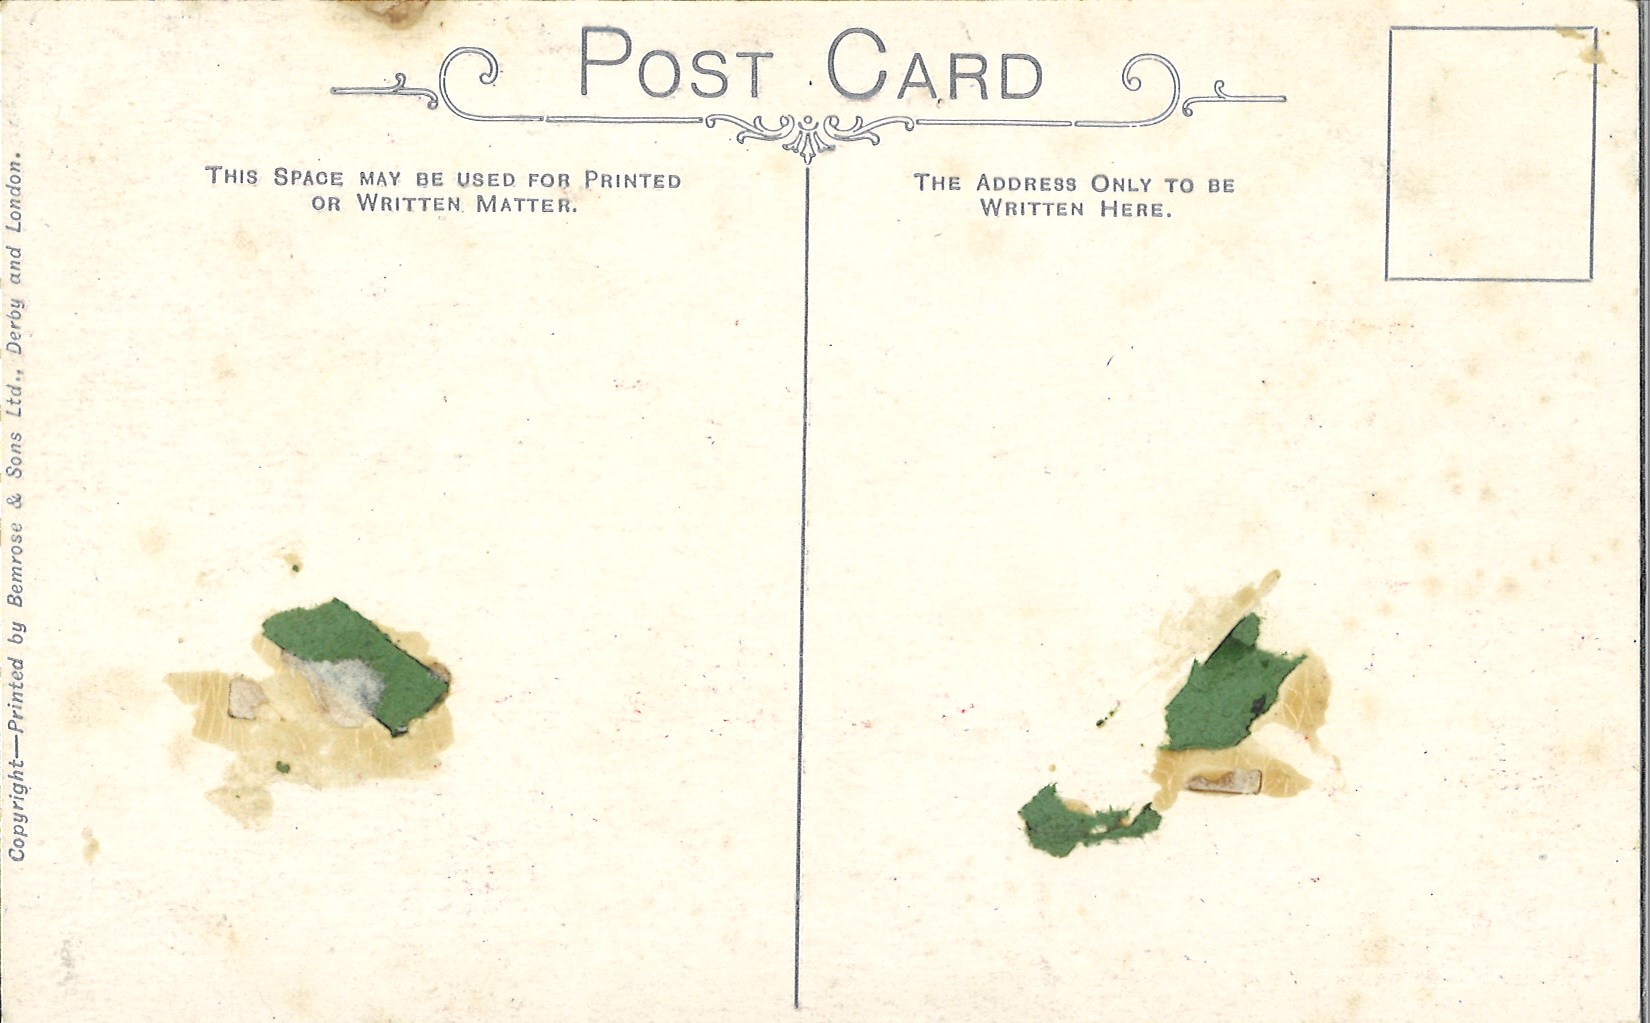 POST CARD
THIS SPACE MAY BE USED FOR PRINTED
OR WRITTEN MATTER.
THE ADDRESS ONLY TO BE
WRITTEN HERE.
Copyright—Printed by Bemrose & Sons Ltd., Derby and London.